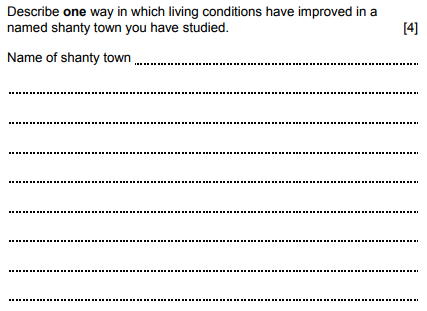 Describe one way in which living conditions have improved in a
named shanty town you have studied. [4]
Name of shanty town